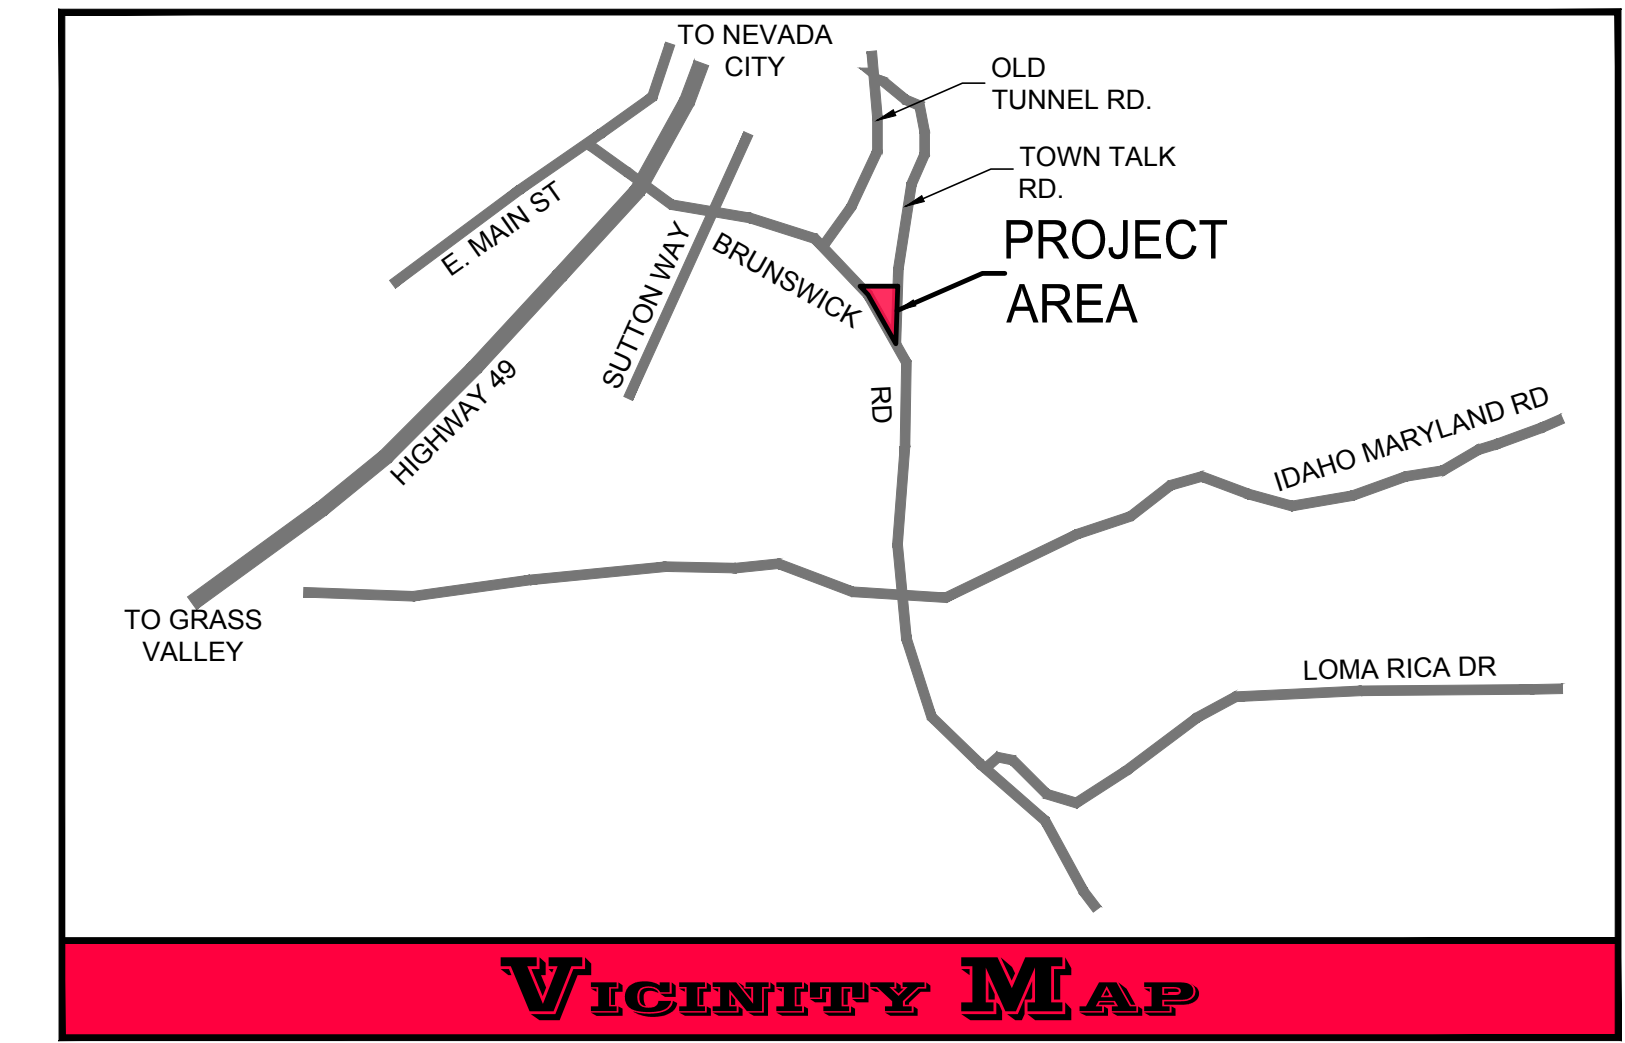 TO NEVADA
CITY
OLD
TUNNEL RD.
TOWN TALK
RD.
PROJECT
AREA
E. MAIN ST
SUTTON WAY
BRUNSWICK
RD
HIGHWAY 49
IDAHO MARYLAND RD
TO GRASS
VALLEY
LOMA RICA DR
VICINITY MAP